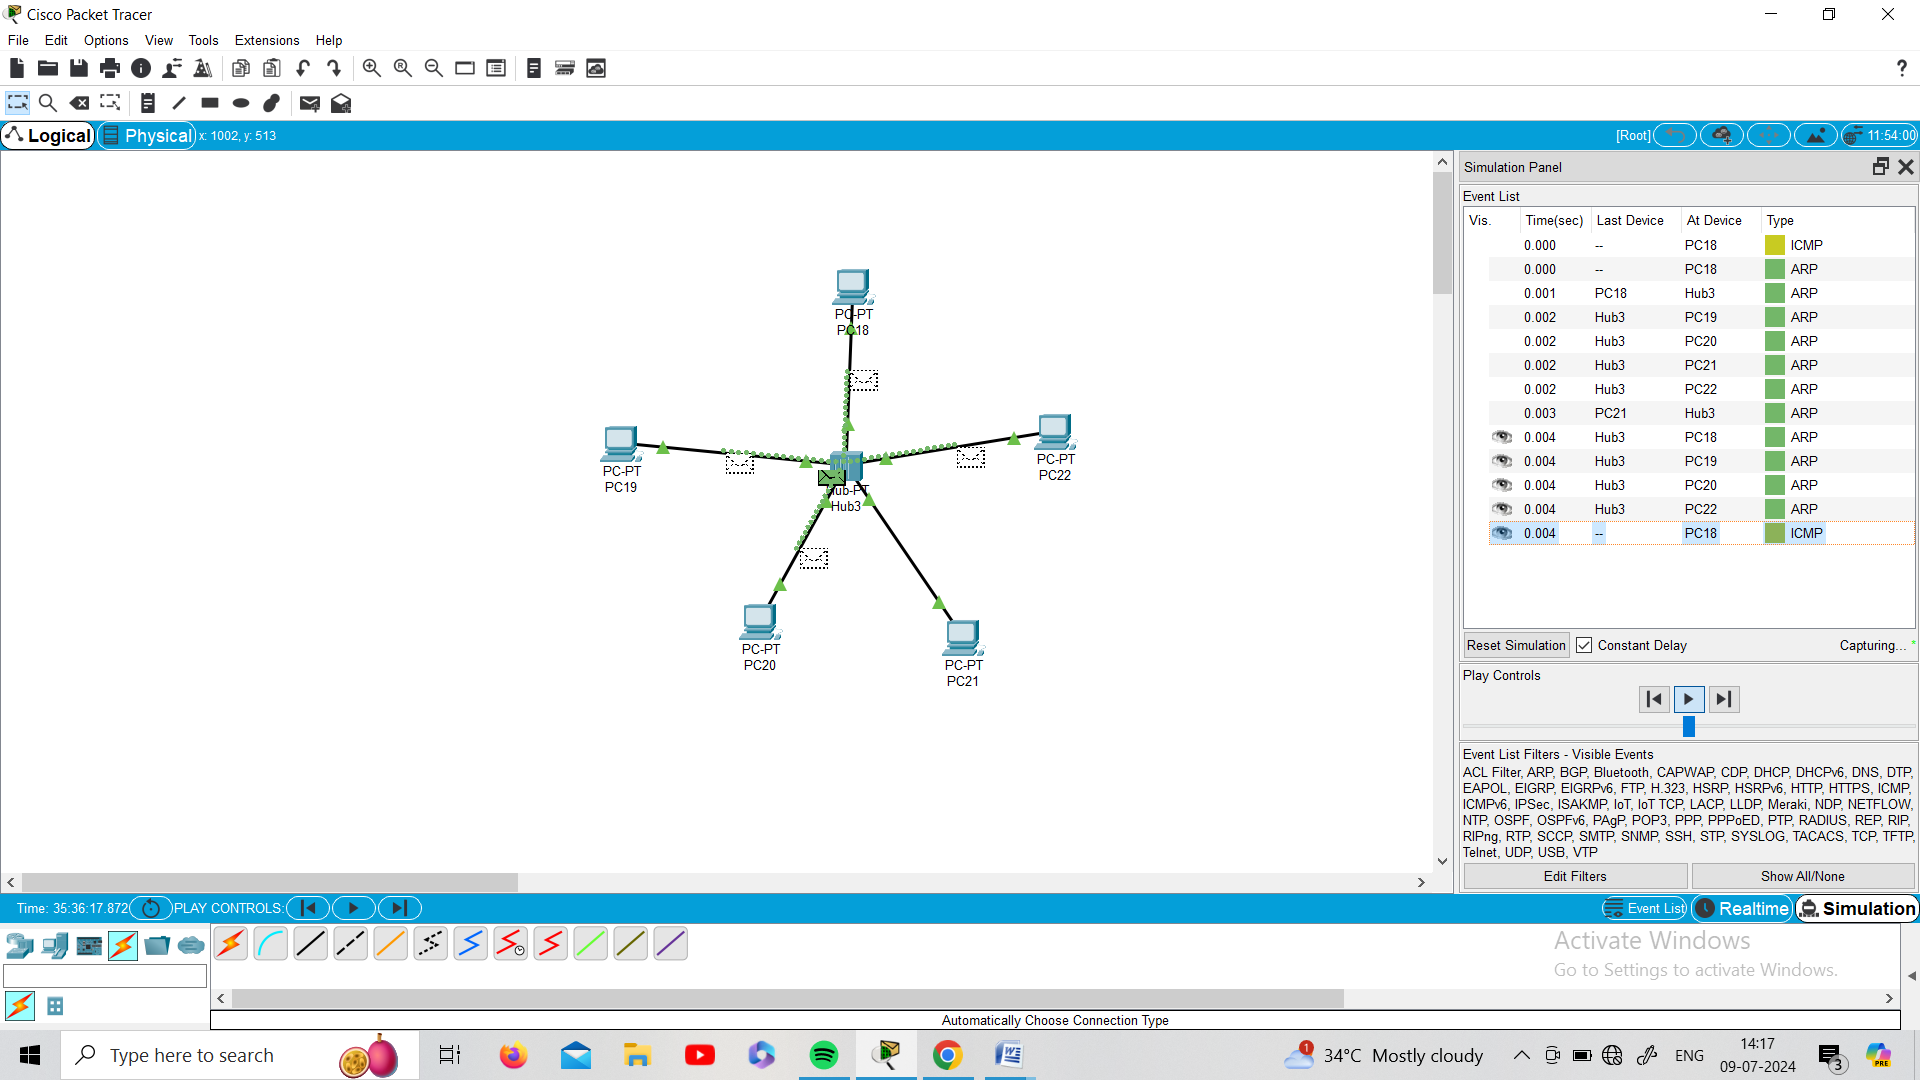 Cisco Packet Tracer
File Edit Options View Tools Extensions Help
Logical Physical x: 1002, y: 513 [Root] 11:54:00
PC-PT
PC18
PC-PT
PC19
PC-PT
PC22
Hub-PT
Hub3
PC-PT
PC20
PC-PT
PC21
Simulation Panel
Event List
Vis. Time(sec) Last Device At Device Type
0.000 -- PC18 ICMP
0.000 -- PC18 ARP
0.001 PC18 Hub3 ARP
0.002 Hub3 PC19 ARP
0.002 Hub3 PC20 ARP
0.002 Hub3 PC21 ARP
0.002 Hub3 PC22 ARP
0.003 PC21 Hub3 ARP
0.004 Hub3 PC18 ARP
0.004 Hub3 PC19 ARP
0.004 Hub3 PC20 ARP
0.004 Hub3 PC22 ARP
0.004 -- PC18 ICMP
Reset Simulation Constant Delay Capturing... *
Play Controls
Event List Filters - Visible Events
ACL Filter, ARP, BGP, Bluetooth, CAPWAP, CDP, DHCP, DHCPv6, DNS, DTP,
EAPOL, EIGRP, EIGRPv6, FTP, H.323, HSRP, HSRPv6, HTTP, HTTPS, ICMP,
ICMPv6, IPSec, ISAKMP, IoT, IoT TCP, LACP, LLDP, Meraki, NDP, NETFLOW,
NTP, OSPF, OSPFv6, PAgP, POP3, PPP, PPPoED, PTP, RADIUS, REP, RIP,
RIPng, RTP, SCCP, SMTP, SNMP, SSH, STP, SYSLOG, TACACS, TCP, TFTP,
Telnet, UDP, USB, VTP
Edit Filters Show All/None
Time: 35:36:17.872 PLAY CONTROLS: Event List Realtime Simulation
Activate Windows
Go to Settings to activate Windows.
Automatically Choose Connection Type
Type here to search 1 34°C Mostly cloudy ENG 14:17
09-07-2024 3 PRE